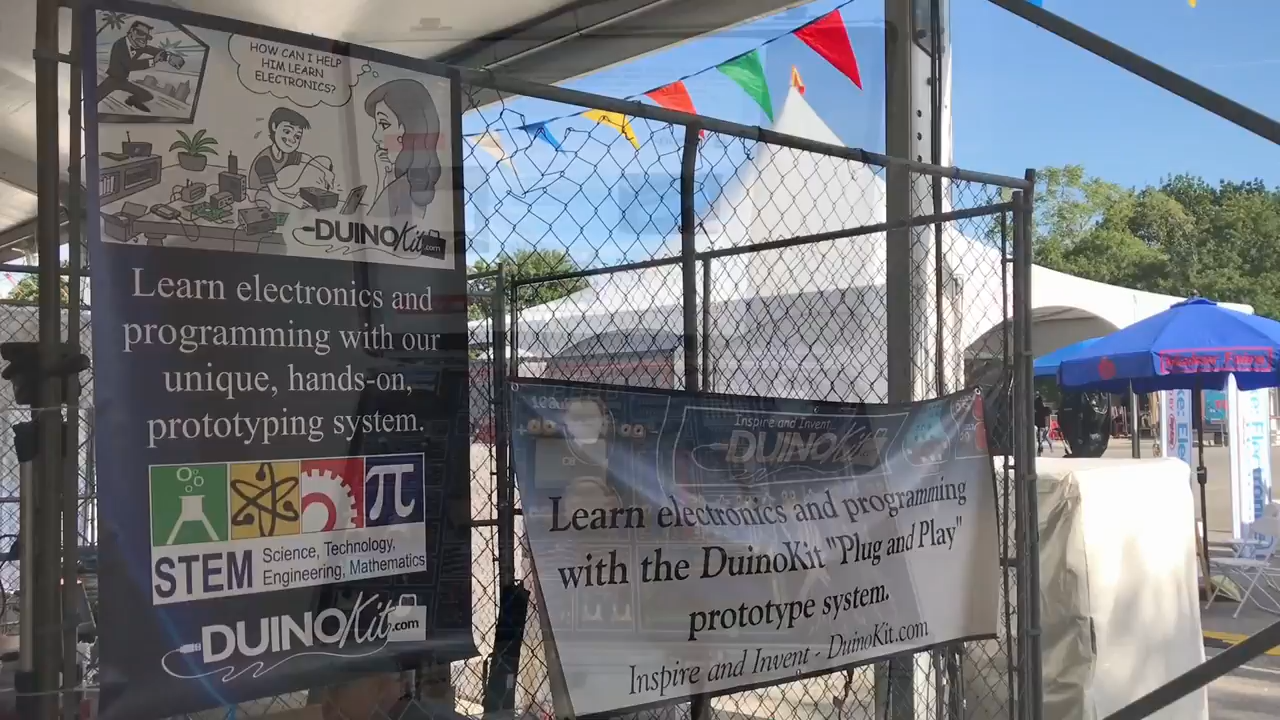 HOW CAN I HELP
HIM LEARN
ELECTRONICS?
DUINOKit.com
Learn electronics and
programming with our
unique, hands-on,
prototyping system.
π
STEM
Science, Technology,
Engineering, Mathematics
DUINOKit.com
Inspire and Invent
DUINOKit
Learn electronics and programming
with the DuinoKit "Plug and Play"
prototype system.
Inspire and Invent - DuinoKit.com